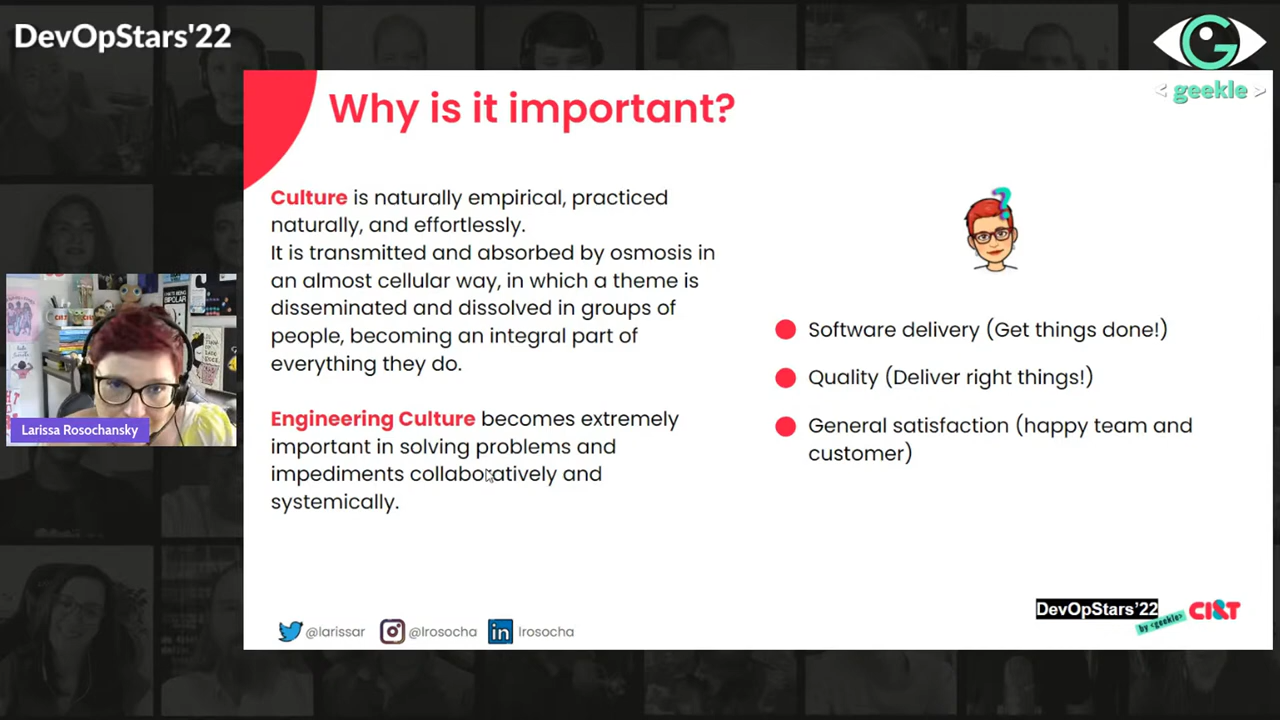 DevOpStars'22
G
< geekle >
Why is it important?
Culture is naturally empirical, practiced
naturally, and effortlessly.
It is transmitted and absorbed by osmosis in
an almost cellular way, in which a theme is
disseminated and dissolved in groups of
people, becoming an integral part of
everything they do.
Engineering Culture becomes extremely
important in solving problems and
impediments collaboratively and
systemically.
?
Software delivery (Get things done!)
Quality (Deliver right things!)
General satisfaction (happy team and
customer)
BIPOLAR
Larissa Rosochansky
@larissar
@lrosocha
in lrosocha
DevOpStars'22
by <geekle>
CI&T